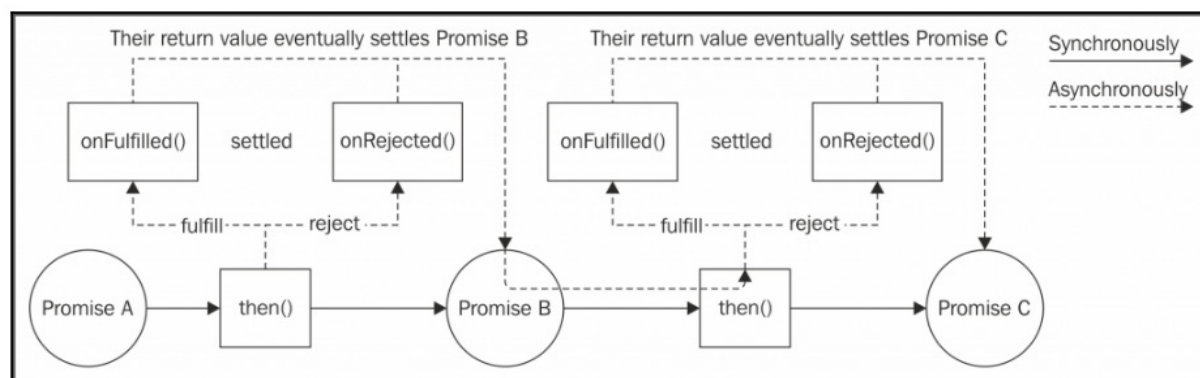 Their return value eventually settles Promise B
Their return value eventually settles Promise C
Synchronously
Asynchronously
onFulfilled()
settled
onRejected()
onFulfilled()
settled
onRejected()
fulfill
reject
fulfill
reject
Promise A
then()
Promise B
then()
Promise C